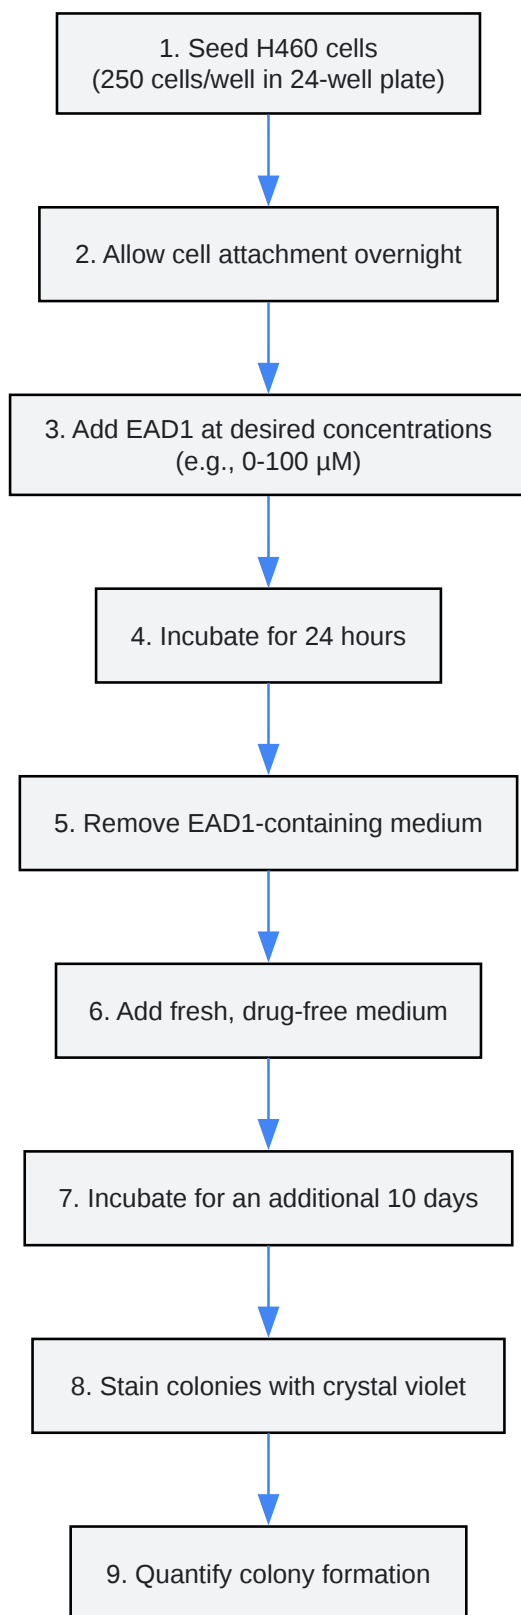 1. Seed H460 cells
(250 cells/well in 24-well plate)
2. Allow cell attachment overnight
3. Add EAD1 at desired concentrations
(e.g., 0-100 µM)
4. Incubate for 24 hours
5. Remove EAD1-containing medium
6. Add fresh, drug-free medium
7. Incubate for an additional 10 days
8. Stain colonies with crystal violet
9. Quantify colony formation